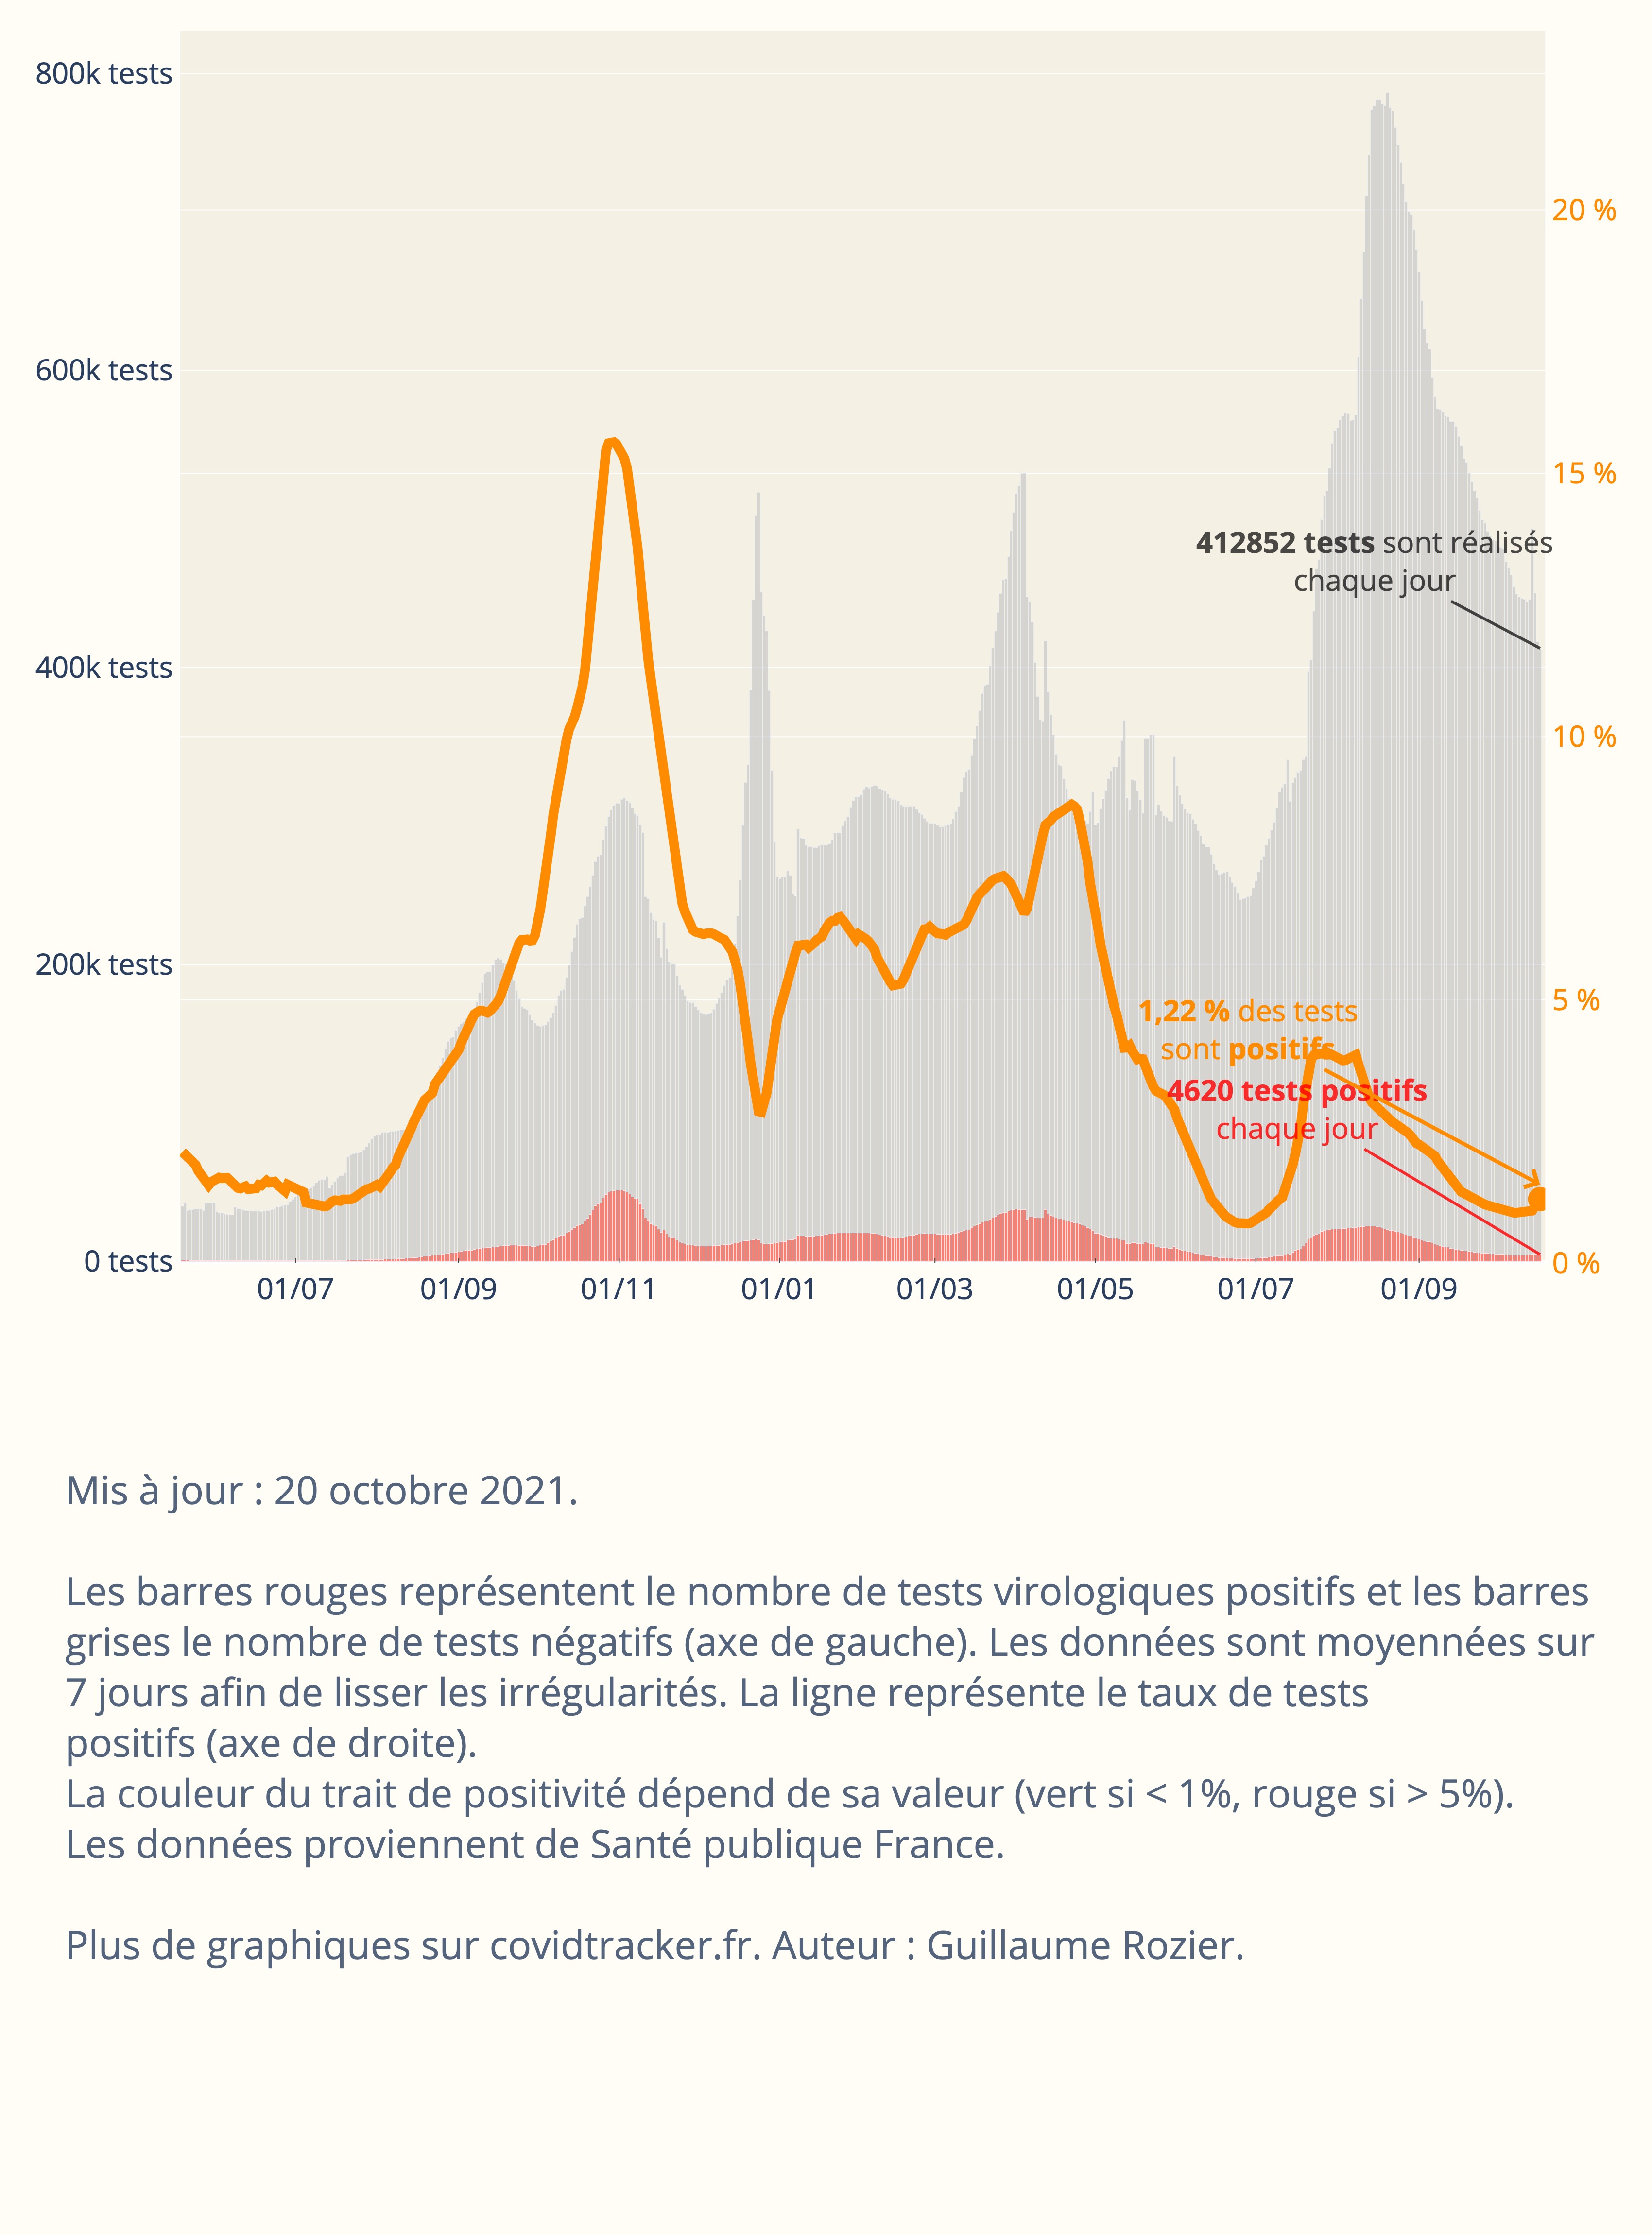 800k tests
20 %
600k tests
15 %
412852 tests sont réalisés
chaque jour
400k tests
10 %
200k tests
5 %
1,22 % des tests
sont positifs
4620 tests positifs
chaque jour
0 tests
0 %
01/07 01/09 01/11 01/01 01/03 01/05 01/07 01/09
Mis à jour : 20 octobre 2021.
Les barres rouges représentent le nombre de tests virologiques positifs et les barres
grises le nombre de tests négatifs (axe de gauche). Les données sont moyennées sur
7 jours afin de lisser les irrégularités. La ligne représente le taux de tests
positifs (axe de droite).
La couleur du trait de positivité dépend de sa valeur (vert si < 1%, rouge si > 5%).
Les données proviennent de Santé publique France.
Plus de graphiques sur covidtracker.fr. Auteur : Guillaume Rozier.